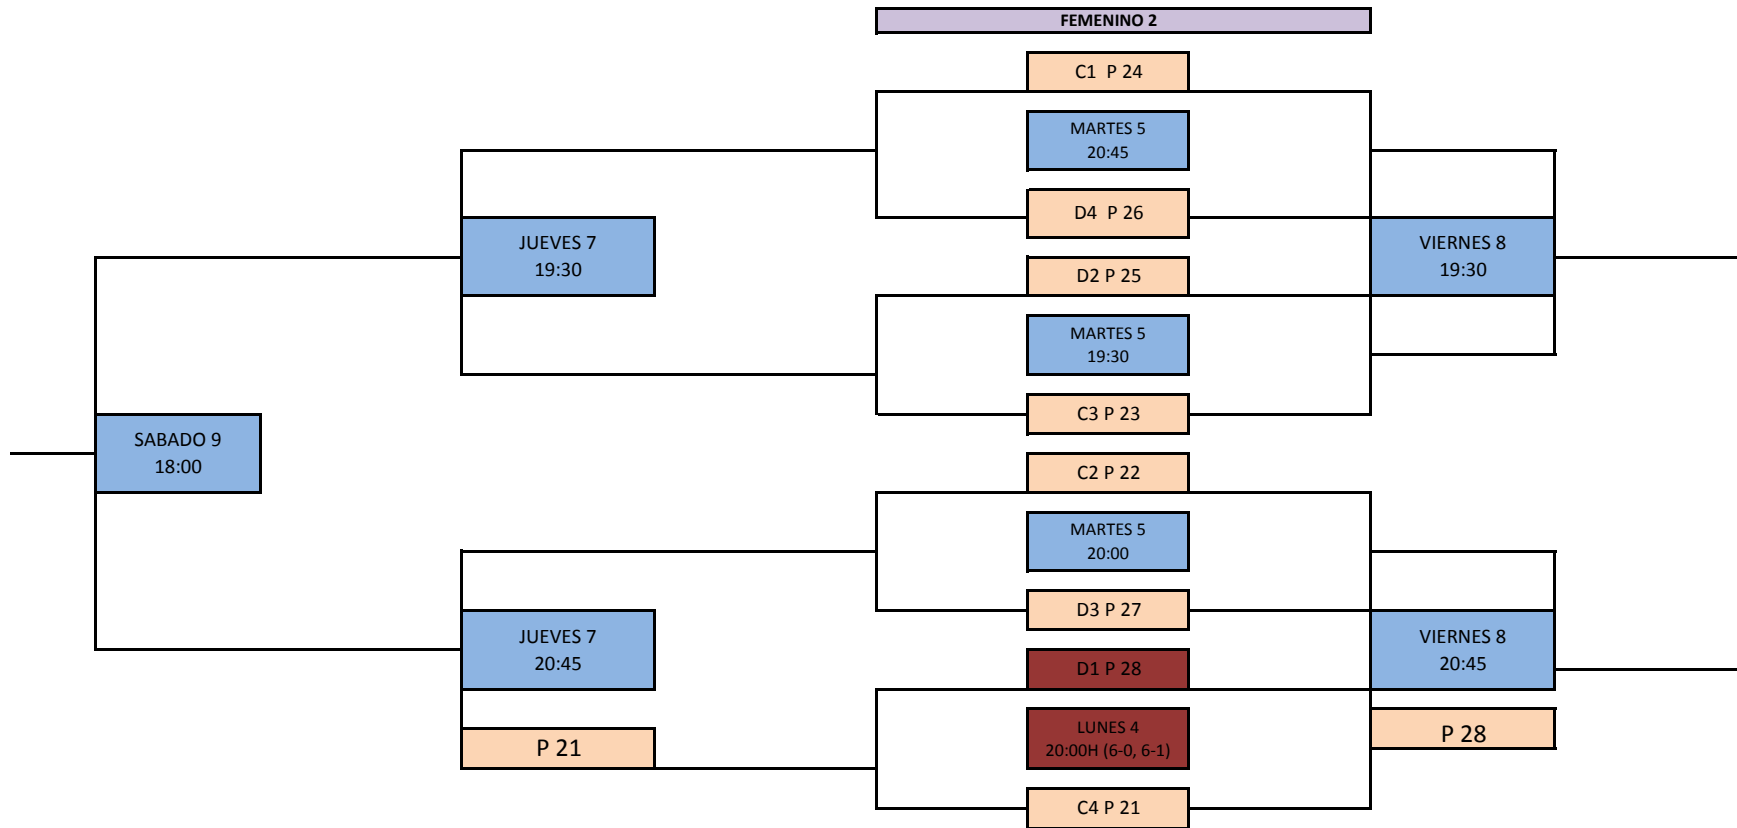 FEMENINO 2
C1  P 24
MARTES 5
20:45
D4  P 26
JUEVES 7
19:30
VIERNES 8
19:30
D2 P 25
MARTES 5
19:30
C3 P 23
SABADO 9
18:00
C2 P 22
MARTES 5
20:00
D3 P 27
JUEVES 7
20:45
VIERNES 8
20:45
D1 P 28
LUNES 4
20:00H (6-0, 6-1)
P 21
P 28
C4 P 21